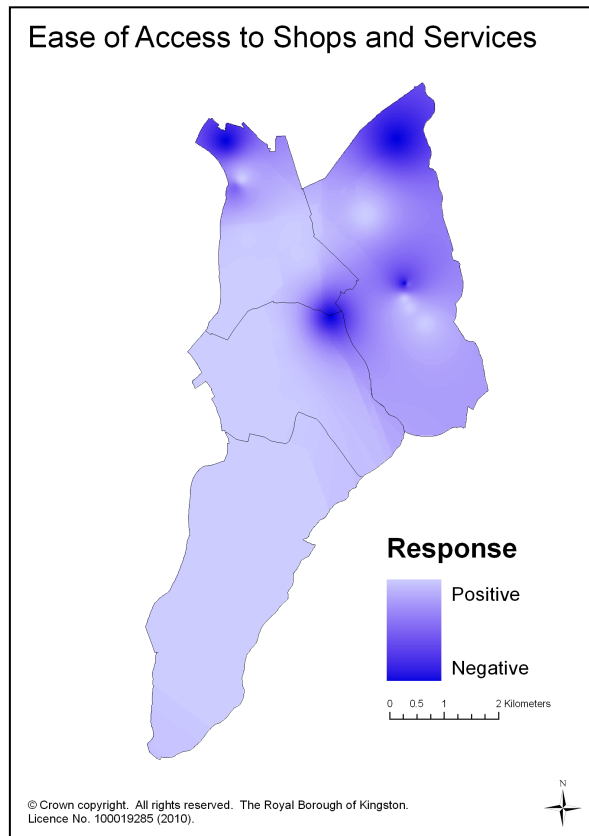 Ease of Access to Shops and Services
Response
Positive
Negative
0 0.5 1 2 Kilometers
N
© Crown copyright. All rights reserved. The Royal Borough of Kingston.
Licence No. 100019285 (2010).